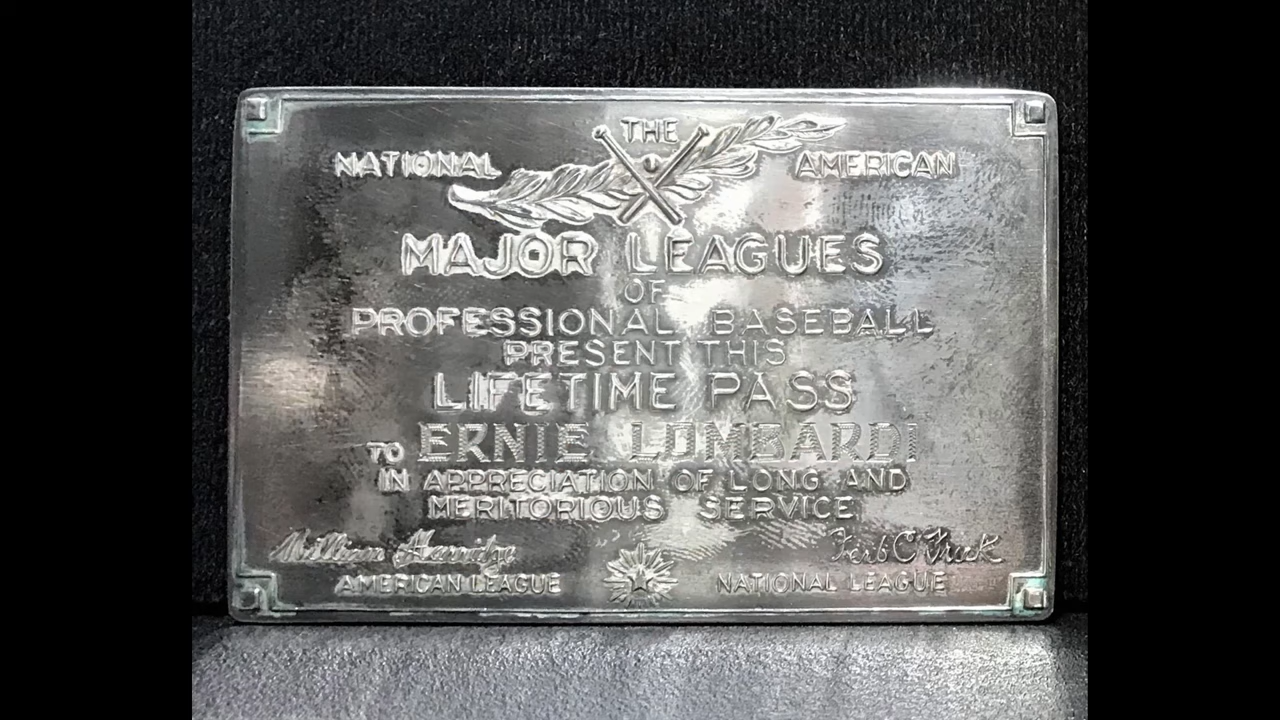 THE
NATIONAL AMERICAN
MAJOR LEAGUES
OF
PROFESSIONAL BASEBALL
PRESENT THIS
LIFETIME PASS
TO ERNIE LOMBARDI
IN APPRECIATION OF LONG AND
MERITORIOUS SERVICE
William Harridge Ford C Frick
AMERICAN LEAGUE NATIONAL LEAGUE